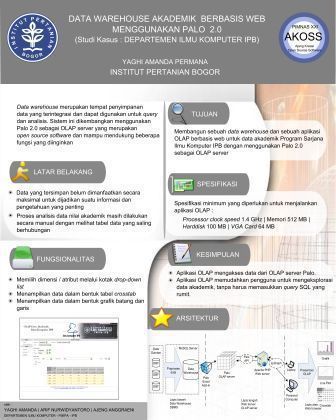 DATA WAREHOUSE AKADEMIK BERBASIS WEB
MENGGUNAKAN PALO 2.0
(Studi Kasus : DEPARTEMEN ILMU KOMPUTER IPB)
YAGHI AMANDA PERMANA
INSTITUT PERTANIAN BOGOR
INSTITUT PERTANIAN
BOGOR
PIMNAS XXI
AKOSS
Data warehouse merupakan tempat penyimpanan
data yang terintegrasi dan dapat digunakan untuk query
dan analisis. Sistem ini dikembangkan menggunakan
Palo 2.0 sebagai OLAP server yang merupakan
open source software dan mampu mendukung beberapa
fungsi yang diinginkan
TUJUAN
Membangun sebuah data warehouse dan sebuah aplikasi
OLAP berbasis web untuk data akademik Program Sarjana
Ilmu Komputer IPB dengan menggunakan Palo 2.0
sebagai OLAP server
LATAR BELAKANG
Data yang tersimpan belum dimanfaatkan secara
maksimal untuk dijadikan suatu informasi dan
pengetahuan yang penting
Proses analisis data nilai akademik masih dilakukan
secara manual dengan melihat tabel data yang saling
berhubungan
SPESIFIKASI
Spesifikasi minimum yang diperlukan untuk menjalankan
aplikasi OLAP :
Processor clock speed 1.4 GHz | Memori 512 MB |
Harddisk 100 MB | VGA Card 64 MB
FUNGSIONALITAS
Memilih dimensi / atribut melalui kotak drop-down
list
Menampilkan data dalam bentuk tabel crosstab
Menampilkan data dalam bentuk grafik batang dan
garis
KESIMPULAN
Aplikasi OLAP mengakses data dari OLAP server Palo.
Aplikasi OLAP memudahkan pengguna untuk mengeksplorasi
data akademik, tanpa harus memasukkan query SQL yang
rumit.
ARSITEKTUR
YAGHI AMANDA | ARIF NURWIDYANTORO | AJENG ANGGRAENI
DEPARTEMEN ILMU KOMPUTER - FMIPA - IPB